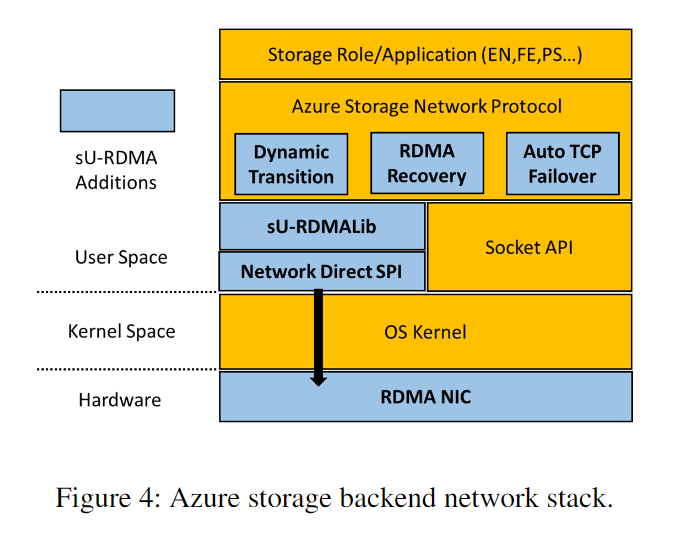 Storage Role/Application (EN,FE,PS...)
Azure Storage Network Protocol
Dynamic
Transition
RDMA
Recovery
Auto TCP
Failover
sU-RDMA
Additions
sU-RDMALib
Socket API
User Space
Network Direct SPI
Kernel Space
OS Kernel
Hardware
RDMA NIC
Figure 4: Azure storage backend network stack.